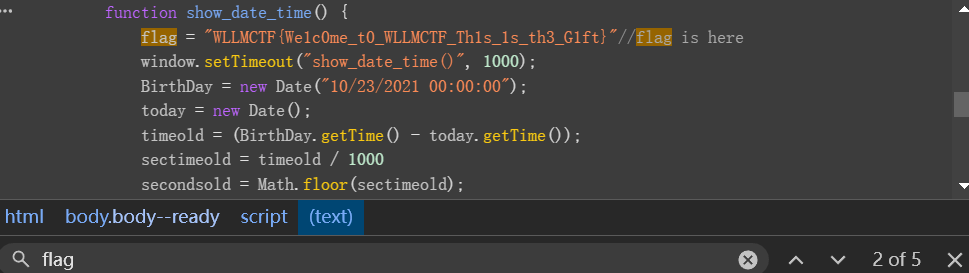 function show_date_time() {
flag = "WLLMCTF{We1c0me_t0_WLLMCTF_Th1s_1s_th3_G1ft}"//flag is here
window.setTimeout("show_date_time()", 1000);
BirthDay = new Date("10/23/2021 00:00:00");
today = new Date();
timeold = (BirthDay.getTime() - today.getTime());
sectimeold = timeold / 1000
secondsold = Math.floor(sectimeold);
html body.body--ready script (text)
flag 2 of 5